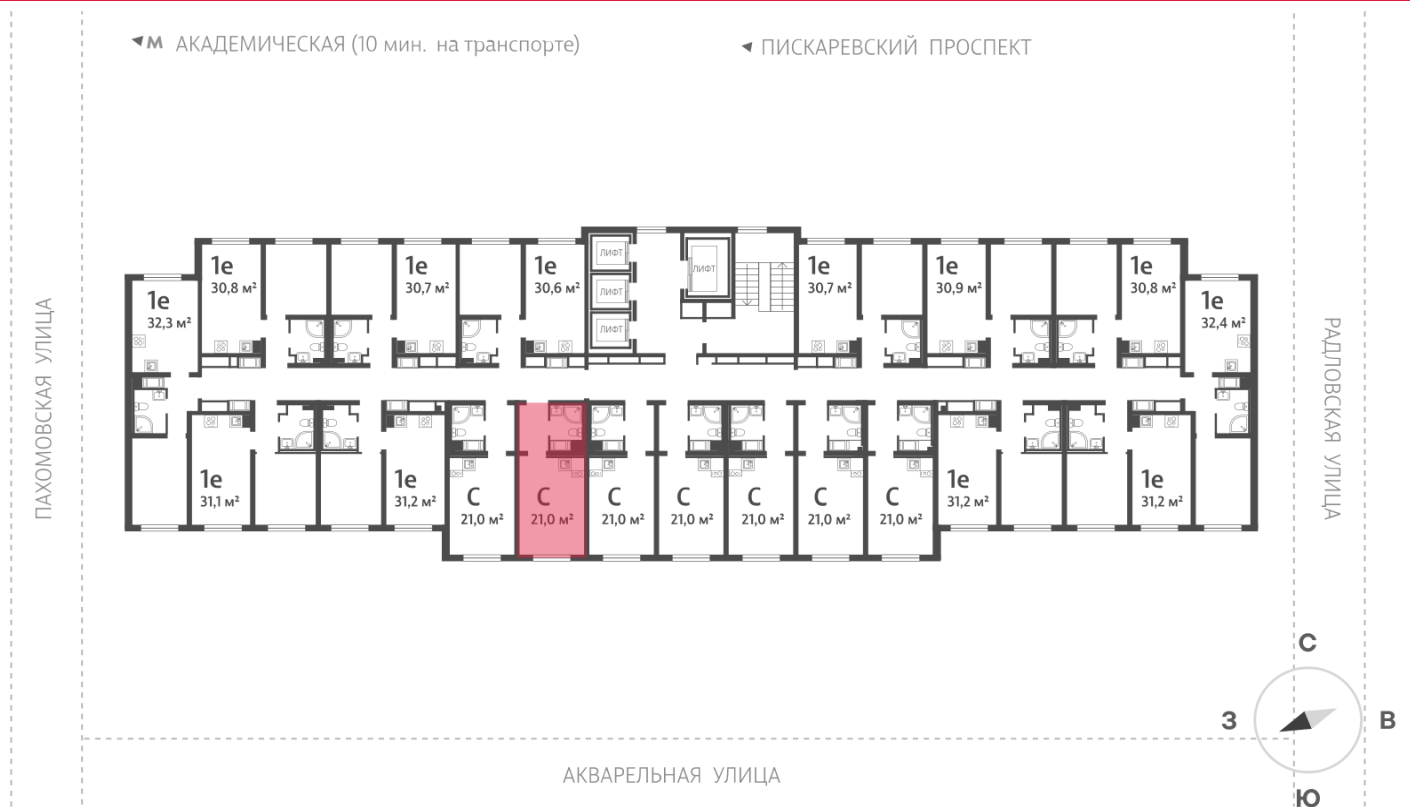 М АКАДЕМИЧЕСКАЯ (10 мин. на транспорте)
ПИСКАРЕВСКИЙ ПРОСПЕКТ
ПАХОМОВСКАЯ УЛИЦА
1е
32,3 м²
1е
30,8 м²
1е
30,7 м²
1е
30,6 м²
ЛИФТ
ЛИФТ
ЛИФТ
ЛИФТ
1е
30,7 м²
1е
30,9 м²
1е
30,8 м²
1е
32,4 м²
РАДЛОВСКАЯ УЛИЦА
1е
31,1 м²
1е
31,2 м²
С
21,0 м²
С
21,0 м²
С
21,0 м²
С
21,0 м²
С
21,0 м²
С
21,0 м²
С
21,0 м²
1е
31,2 м²
1е
31,2 м²
С
З
В
Ю
АКВАРЕЛЬНАЯ УЛИЦА